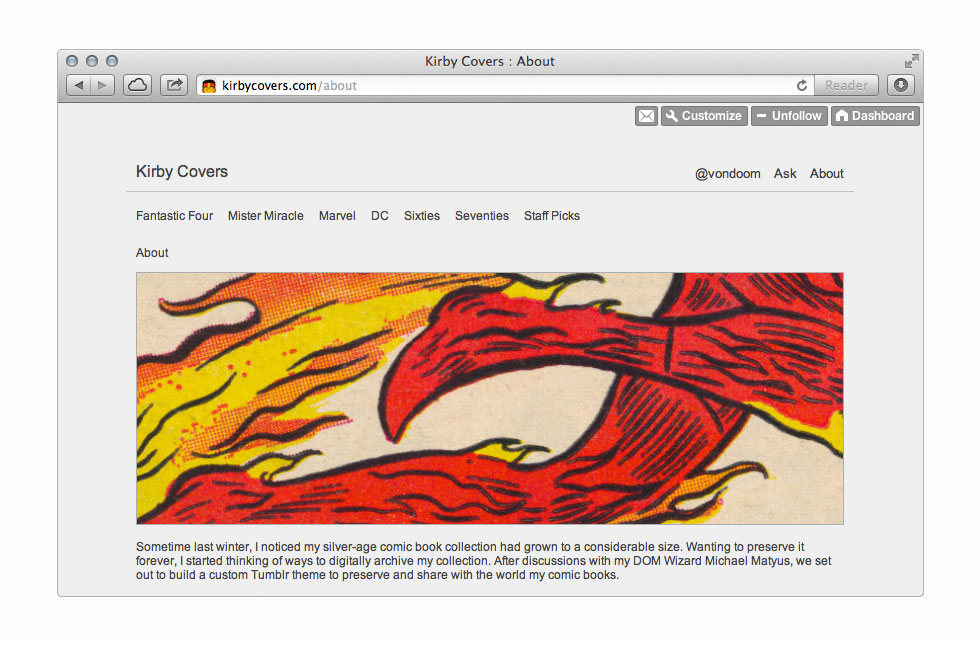 Kirby Covers : About
kirbycovers.com/about
Reader
Customize
Unfollow
Dashboard
Kirby Covers
@vondoom Ask About
Fantastic Four Mister Miracle Marvel DC Sixties Seventies Staff Picks
About
Sometime last winter, I noticed my silver-age comic book collection had grown to a considerable size. Wanting to preserve it
forever, I started thinking of ways to digitally archive my collection. After discussions with my DOM Wizard Michael Matyus, we set
out to build a custom Tumblr theme to preserve and share with the world my comic books.